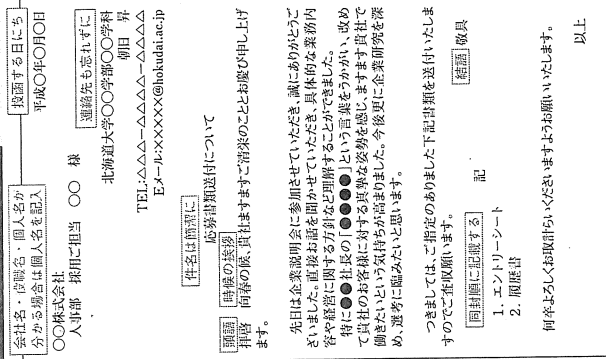 投函する日にち
平成〇年〇月〇日
会社名・役職名・個人名が
分かる場合は個人名を記入
〇〇株式会社
人事部 採用ご担当 〇〇 様
連絡先も忘れずに
北海道大学〇〇学部〇〇学科
朝日 昇
TEL:△△△-△△△△-△△△△
Eメール:XXXXX@hokudai.ac.jp
件名は簡潔に
応募書類送付について
頭語 時候の挨拶
拝啓 向春の候、貴社ますますご清栄のこととお慶び申し上げ
ます。
先日は企業説明会に参加させていただき、誠にありがとうご
ざいました。直接お話を聞かせていただき、具体的な業務内
容や経営に関する方針など理解することができました。
特に●●社長の「●●●●」という言葉をうかがい、改め
て貴社のお客様に対する真摯な姿勢を感じ、ますます貴社で
働きたいという気持ちが高まりました。今後更に企業研究を深
め、選考に臨みたいと思います。
つきましては、ご指定のありました下記書類を送付いたしま
すのでご査収願います。
結語 敬具
同封順に記載する 記
1. エントリーシート
2. 履歴書
何卒よろしくお取計らいくださいますようお願いいたします。
以上